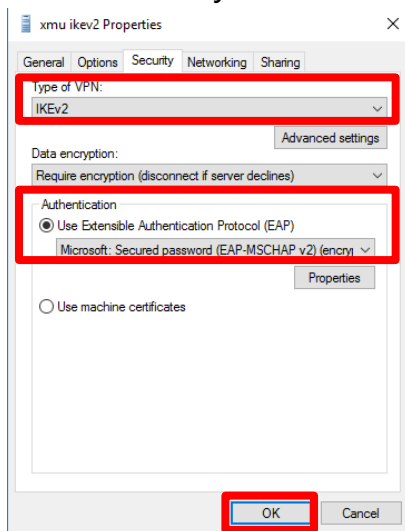 xmu ikev2 Properties
General Options Security Networking Sharing
Type of VPN:
IKEv2
Advanced settings
Data encryption:
Require encryption (disconnect if server declines)
Authentication
Use Extensible Authentication Protocol (EAP)
Microsoft: Secured password (EAP-MSCHAP v2) (encryp
Properties
Use machine certificates
OK Cancel